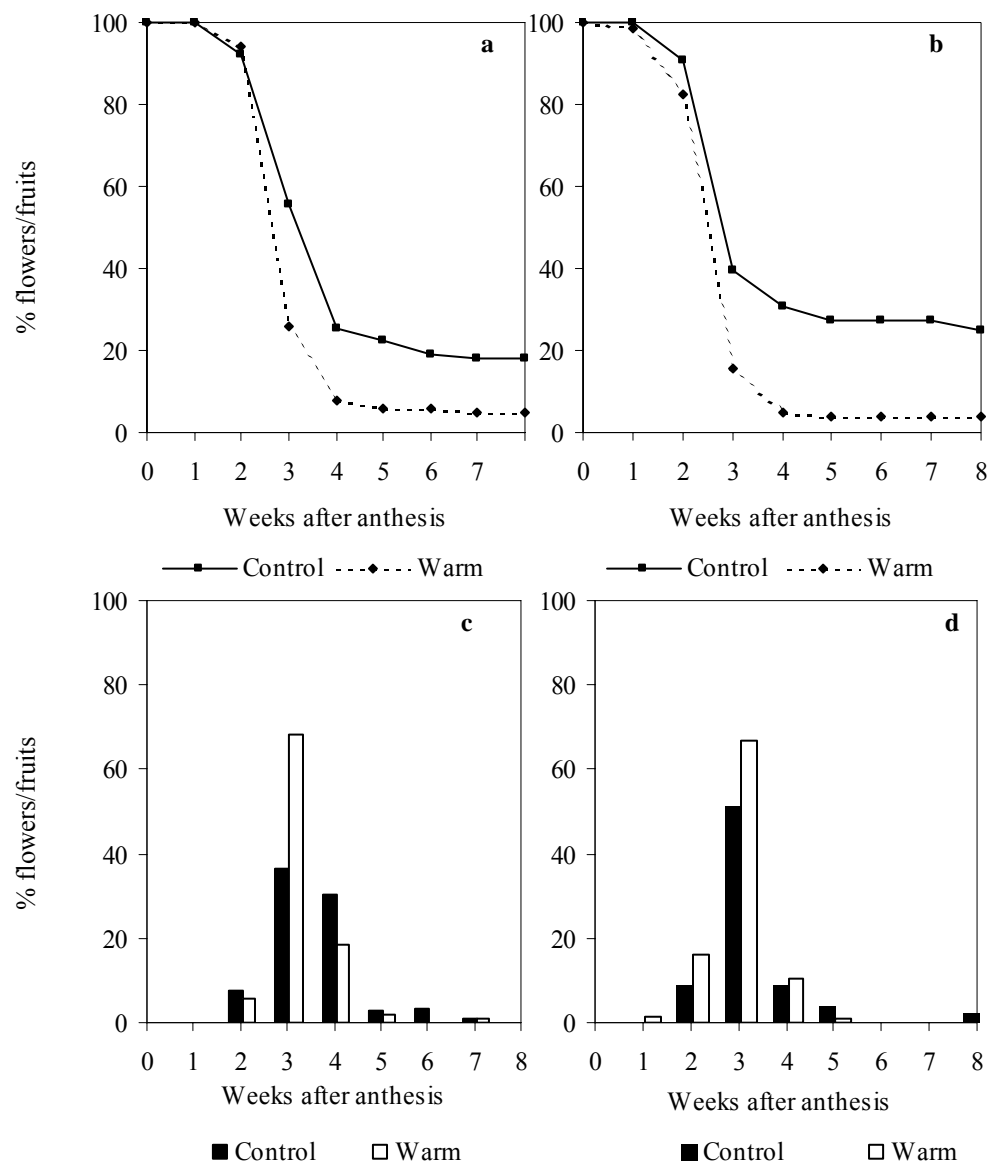 a
100
80
60
40
20
0
% flowers/fruits
0 1 2 3 4 5 6 7
Weeks after anthesis
Control Warm
b
100
80
60
40
20
0
0 1 2 3 4 5 6 7 8
Weeks after anthesis
Control Warm
c
100
80
60
40
20
0
% flowers/fruits
0 1 2 3 4 5 6 7 8
Weeks after anthesis
Control Warm
d
100
80
60
40
20
0
0 1 2 3 4 5 6 7 8
Weeks after anthesis
Control Warm